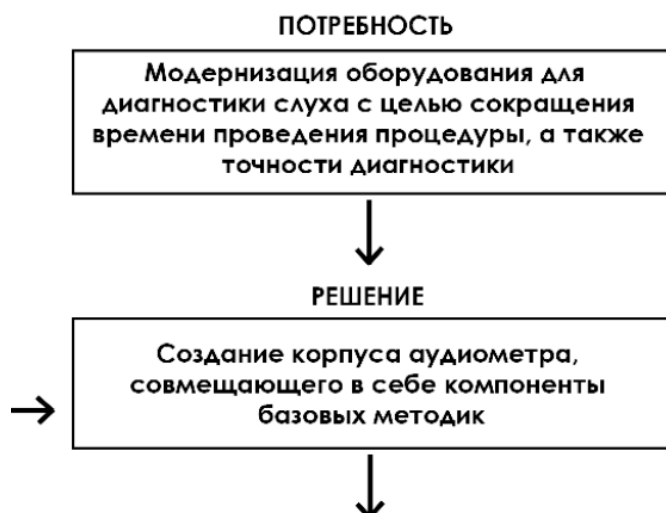 ПОТРЕБНОСТЬ
Модернизация оборудования для
диагностики слуха с целью сокращения
времени проведения процедуры, а также
точности диагностики
РЕШЕНИЕ
Создание корпуса аудиометра,
совмещающего в себе компоненты
базовых методик